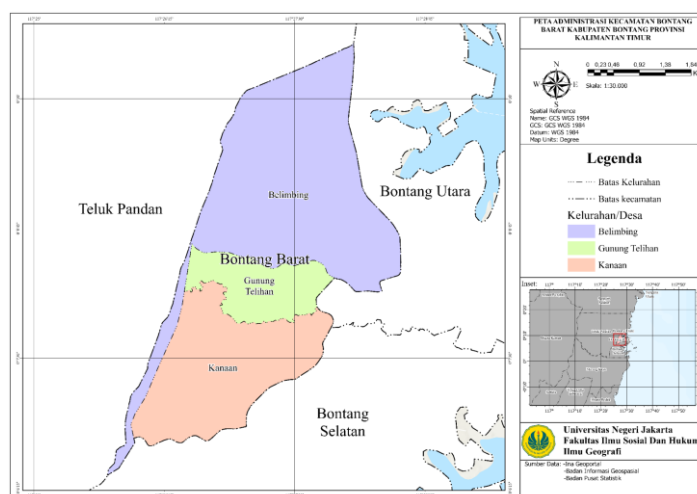 PETA ADMINISTRASI KECAMATAN BONTANG
BARAT KABUPATEN BONTANG PROVINSI
KALIMANTAN TIMUR
N
W E
S
0 0,23 0,46 0,92 1,38 1,84
Skala: 1:30.000
Spatial Reference
Name: GCS WGS 1984
GCS: GCS WGS 1984
Datum: WGS 1984
Map Units: Degree
Legenda
Batas Kelurahan
Batas kecamatan
Kelurahan/Desa
Belimbing
Gunung Telihan
Kanaan
Inset:
Universitas Negeri Jakarta
Fakultas Ilmu Sosial Dan Hukum
Ilmu Geografi
Sumber Data: -Ina Geoportal
-Badan Informasi Geospasial
-Badan Pusat Statistik
Belimbing
Bontang Utara
Teluk Pandan
Bontang Barat
Gunung
Telihan
Kanaan
Bontang
Selatan